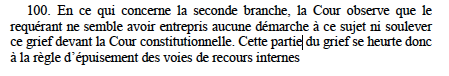 100. En ce qui concerne la seconde branche, la Cour observe que le
requérant ne semble avoir entrepris aucune démarche à ce sujet ni soulever
ce grief devant la Cour constitutionnelle. Cette partie du grief se heurte donc
à la règle d'épuisement des voies de recours internes